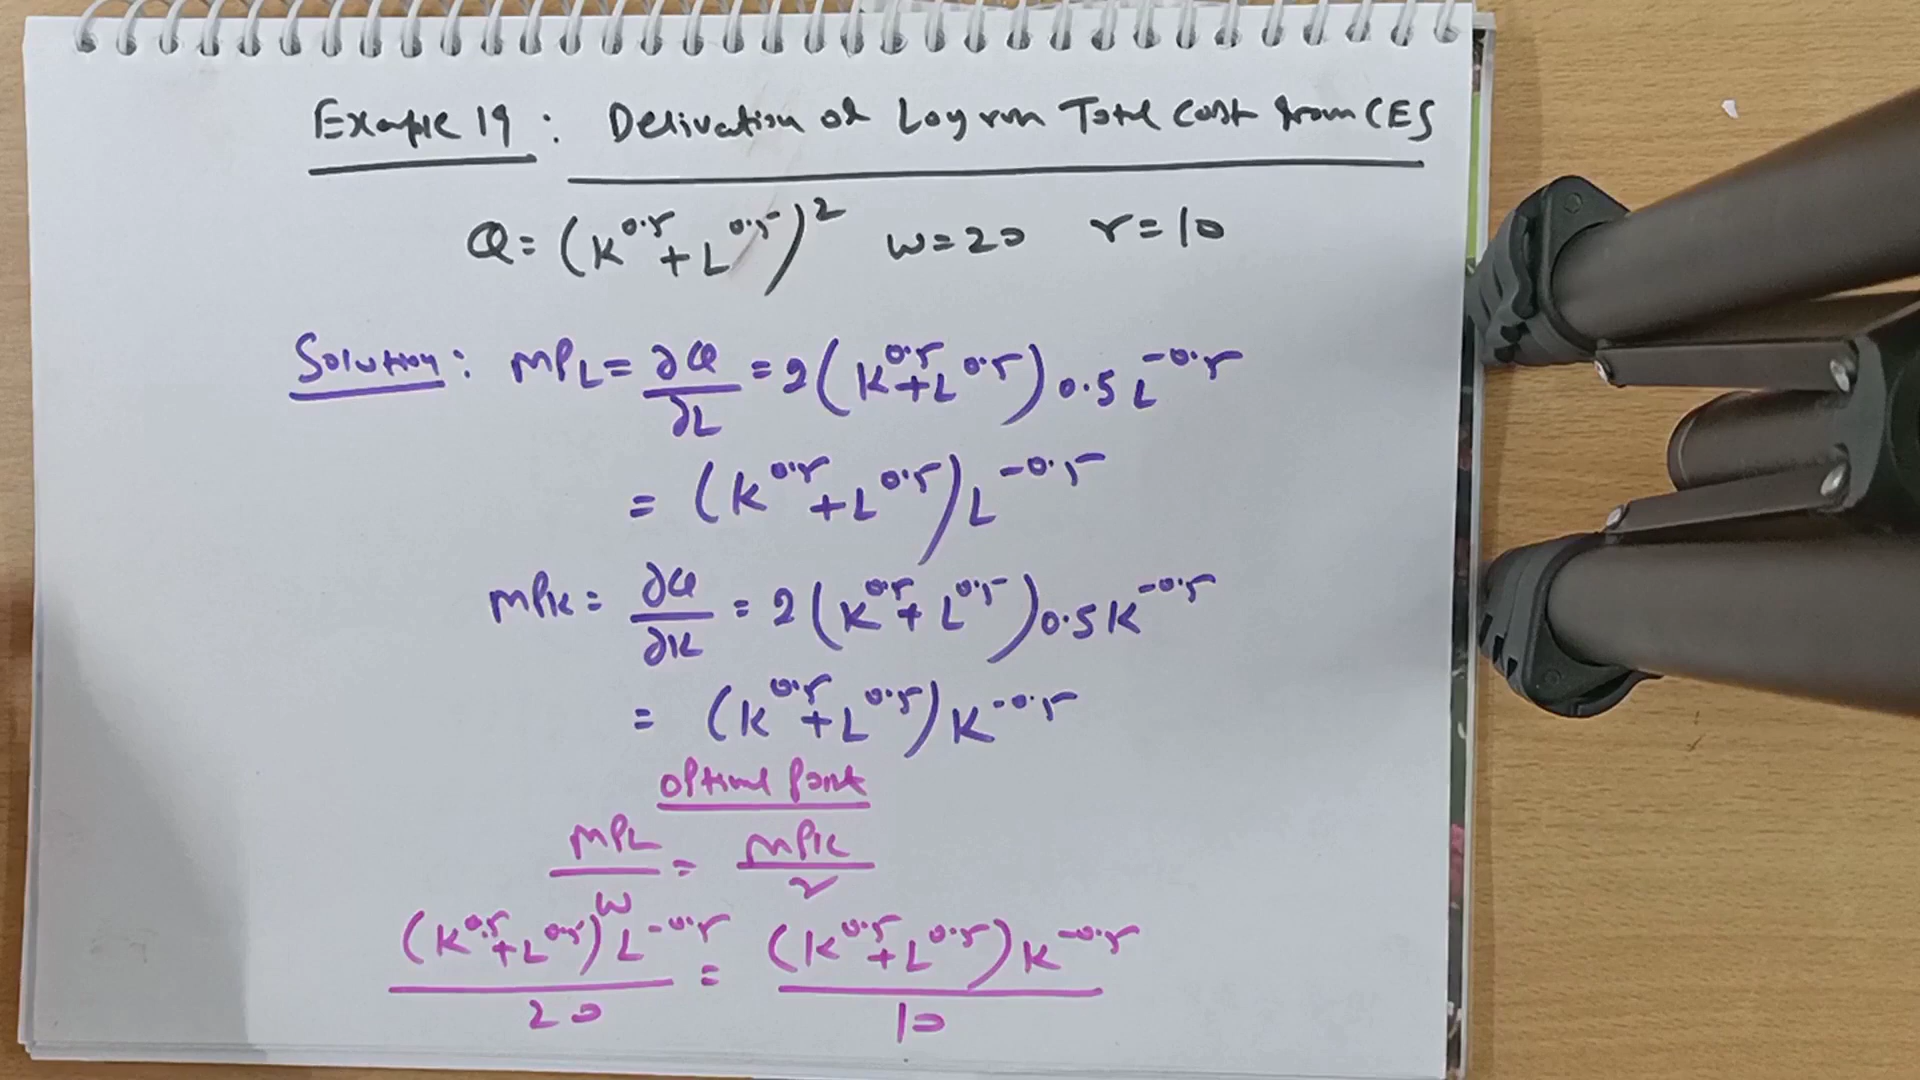 Example 19 : Derivation of Long run Total Cost from CES
Q = (K^0.5 + L^0.5)^2 w = 20 r = 10
Solution : MPL = ∂Q/∂L = 2 (K^0.5 + L^0.5) 0.5 L^-0.5
= (K^0.5 + L^0.5) L^-0.5
MPK = ∂Q/∂K = 2 (K^0.5 + L^0.5) 0.5 K^-0.5
= (K^0.5 + L^0.5) K^-0.5
Optimal Point
MPL/w = MPK/r
(K^0.5 + L^0.5) L^-0.5 / 20 = (K^0.5 + L^0.5) K^-0.5 / 10